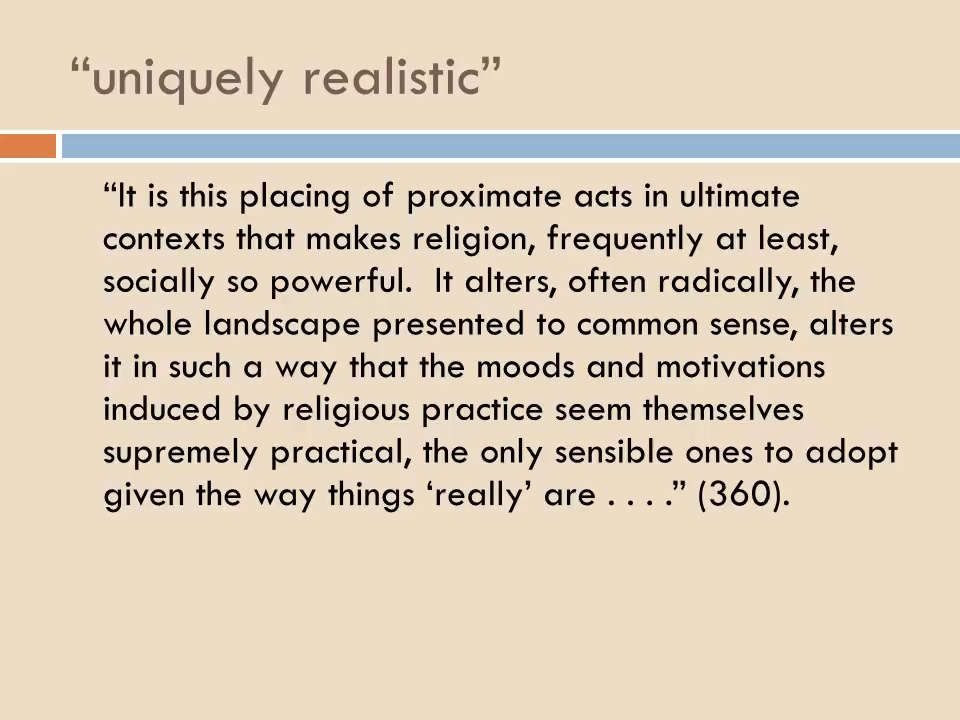 “uniquely realistic”
“It is this placing of proximate acts in ultimate
contexts that makes religion, frequently at least,
socially so powerful.  It alters, often radically, the
whole landscape presented to common sense, alters
it in such a way that the moods and motivations
induced by religious practice seem themselves
supremely practical, the only sensible ones to adopt
given the way things ‘really’ are . . . .” (360).